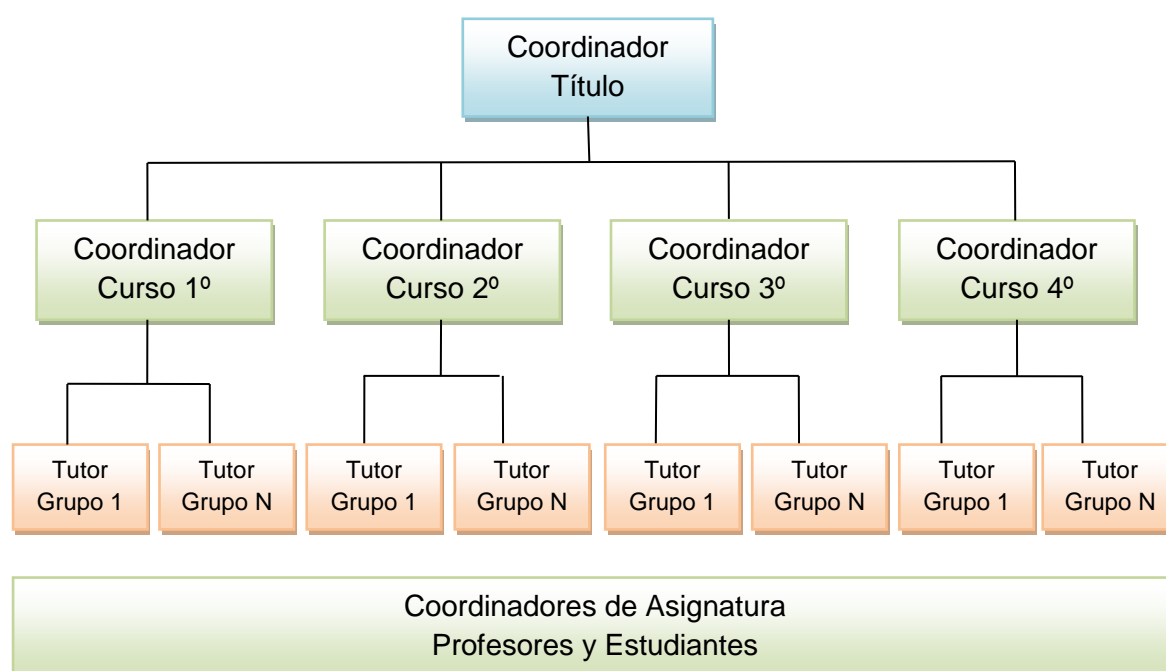 Coordinador
Título
Coordinador
Curso 1º
Coordinador
Curso 2º
Coordinador
Curso 3º
Coordinador
Curso 4º
Tutor
Grupo 1
Tutor
Grupo N
Tutor
Grupo 1
Tutor
Grupo N
Tutor
Grupo 1
Tutor
Grupo N
Tutor
Grupo 1
Tutor
Grupo N
Coordinadores de Asignatura
Profesores y Estudiantes